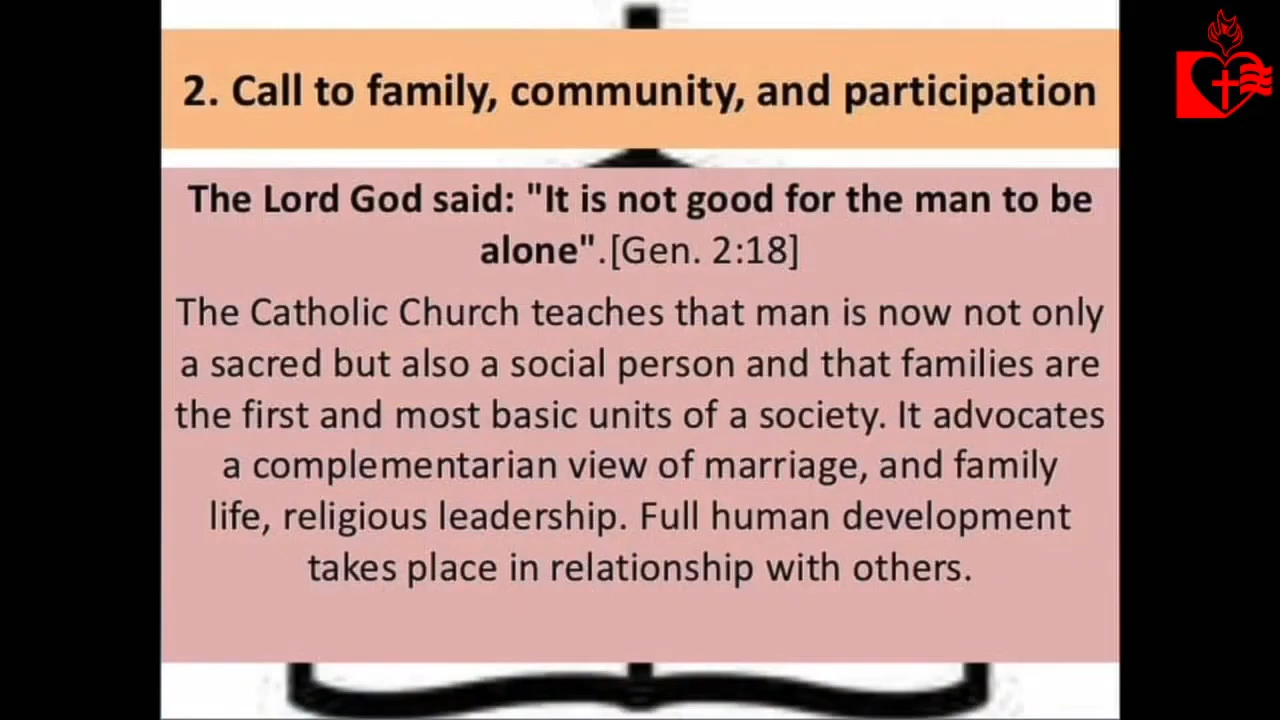 2. Call to family, community, and participation
The Lord God said: "It is not good for the man to be
alone".[Gen. 2:18]
The Catholic Church teaches that man is now not only
a sacred but also a social person and that families are
the first and most basic units of a society. It advocates
a complementarian view of marriage, and family
life, religious leadership. Full human development
takes place in relationship with others.